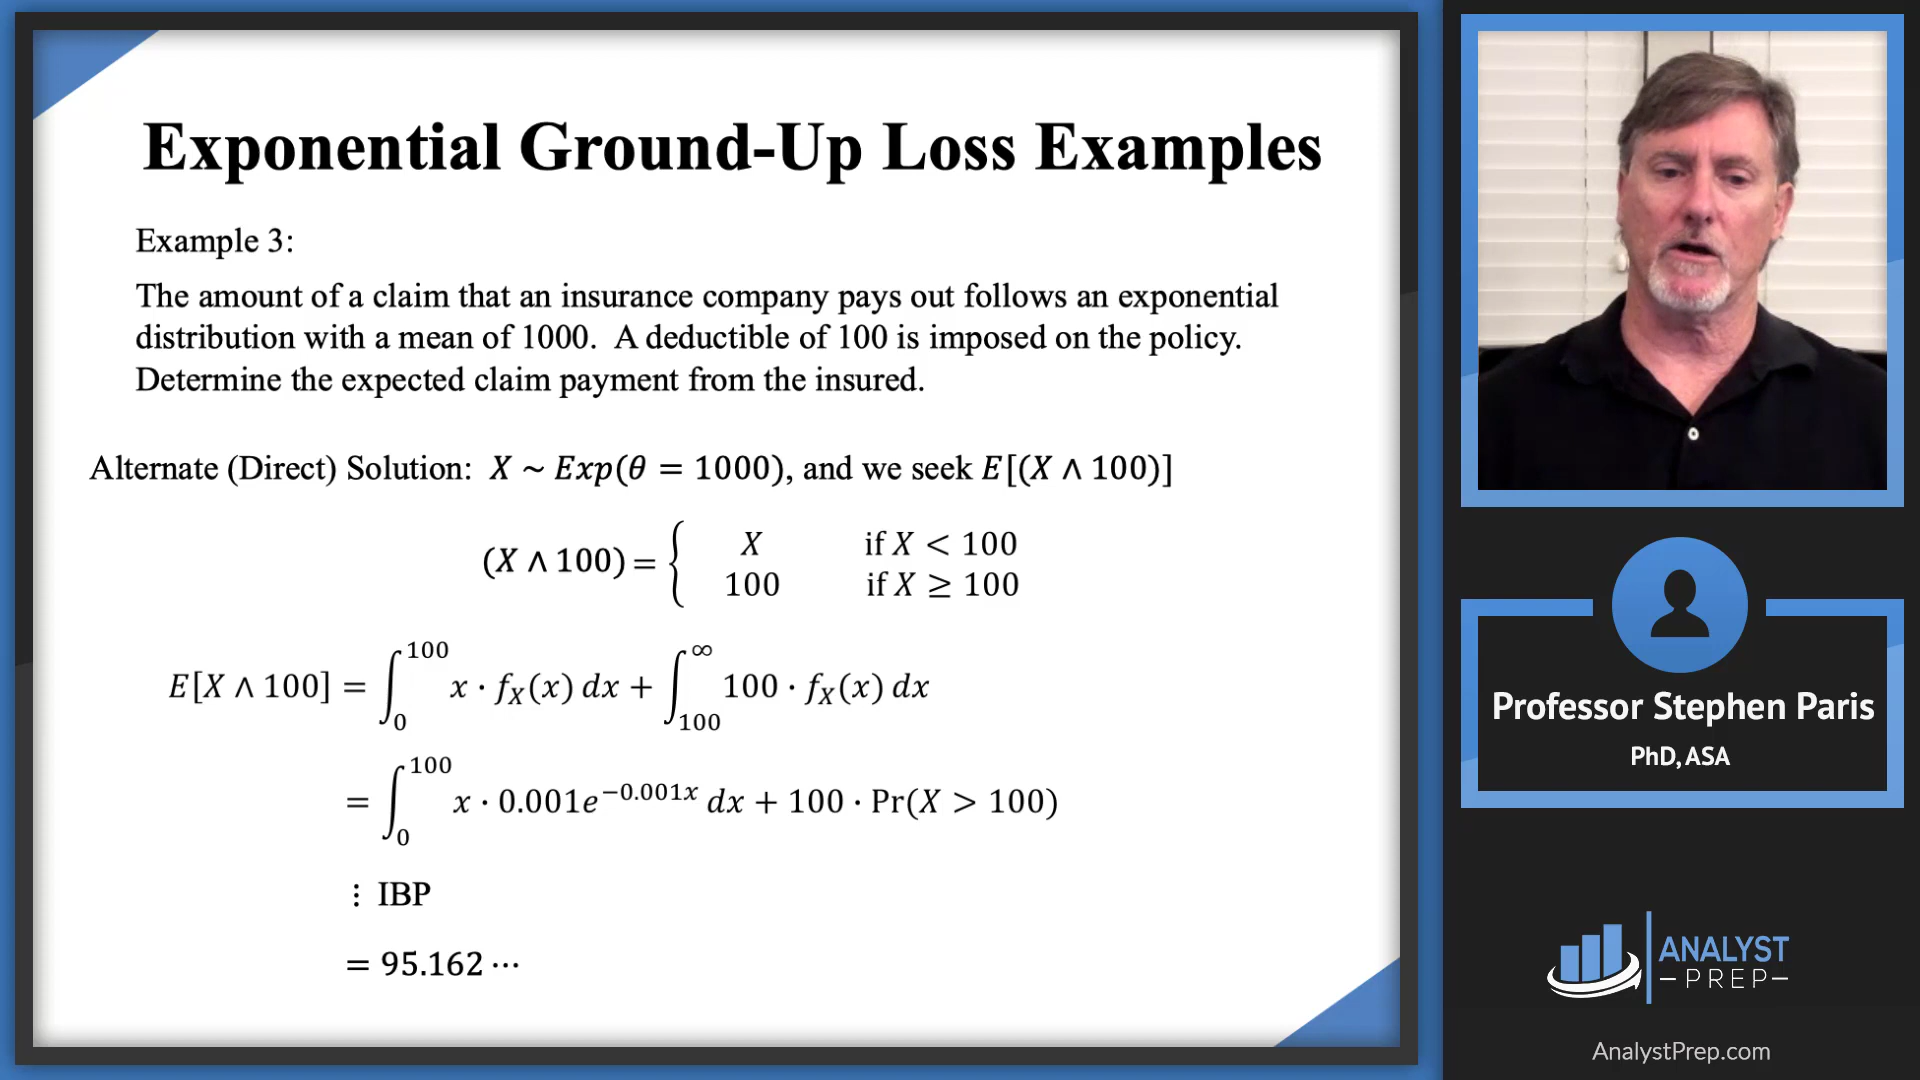 Exponential Ground-Up Loss Examples
Example 3:
The amount of a claim that an insurance company pays out follows an exponential
distribution with a mean of 1000. A deductible of 100 is imposed on the policy.
Determine the expected claim payment from the insured.
Alternate (Direct) Solution: X ~ Exp(θ = 1000), and we seek E[(X ∧ 100)]
(X ∧ 100) = { X if X < 100
100 if X ≥ 100
E[X ∧ 100] = ∫₀¹⁰⁰ x · f_X(x) dx + ∫₁₀₀^∞ 100 · f_X(x) dx
= ∫₀¹⁰⁰ x · 0.001e^{−0.001x} dx + 100 · Pr(X > 100)
⋮ IBP
= 95.162 ⋯
Professor Stephen Paris
PhD, ASA
ANALYST
PREP
AnalystPrep.com